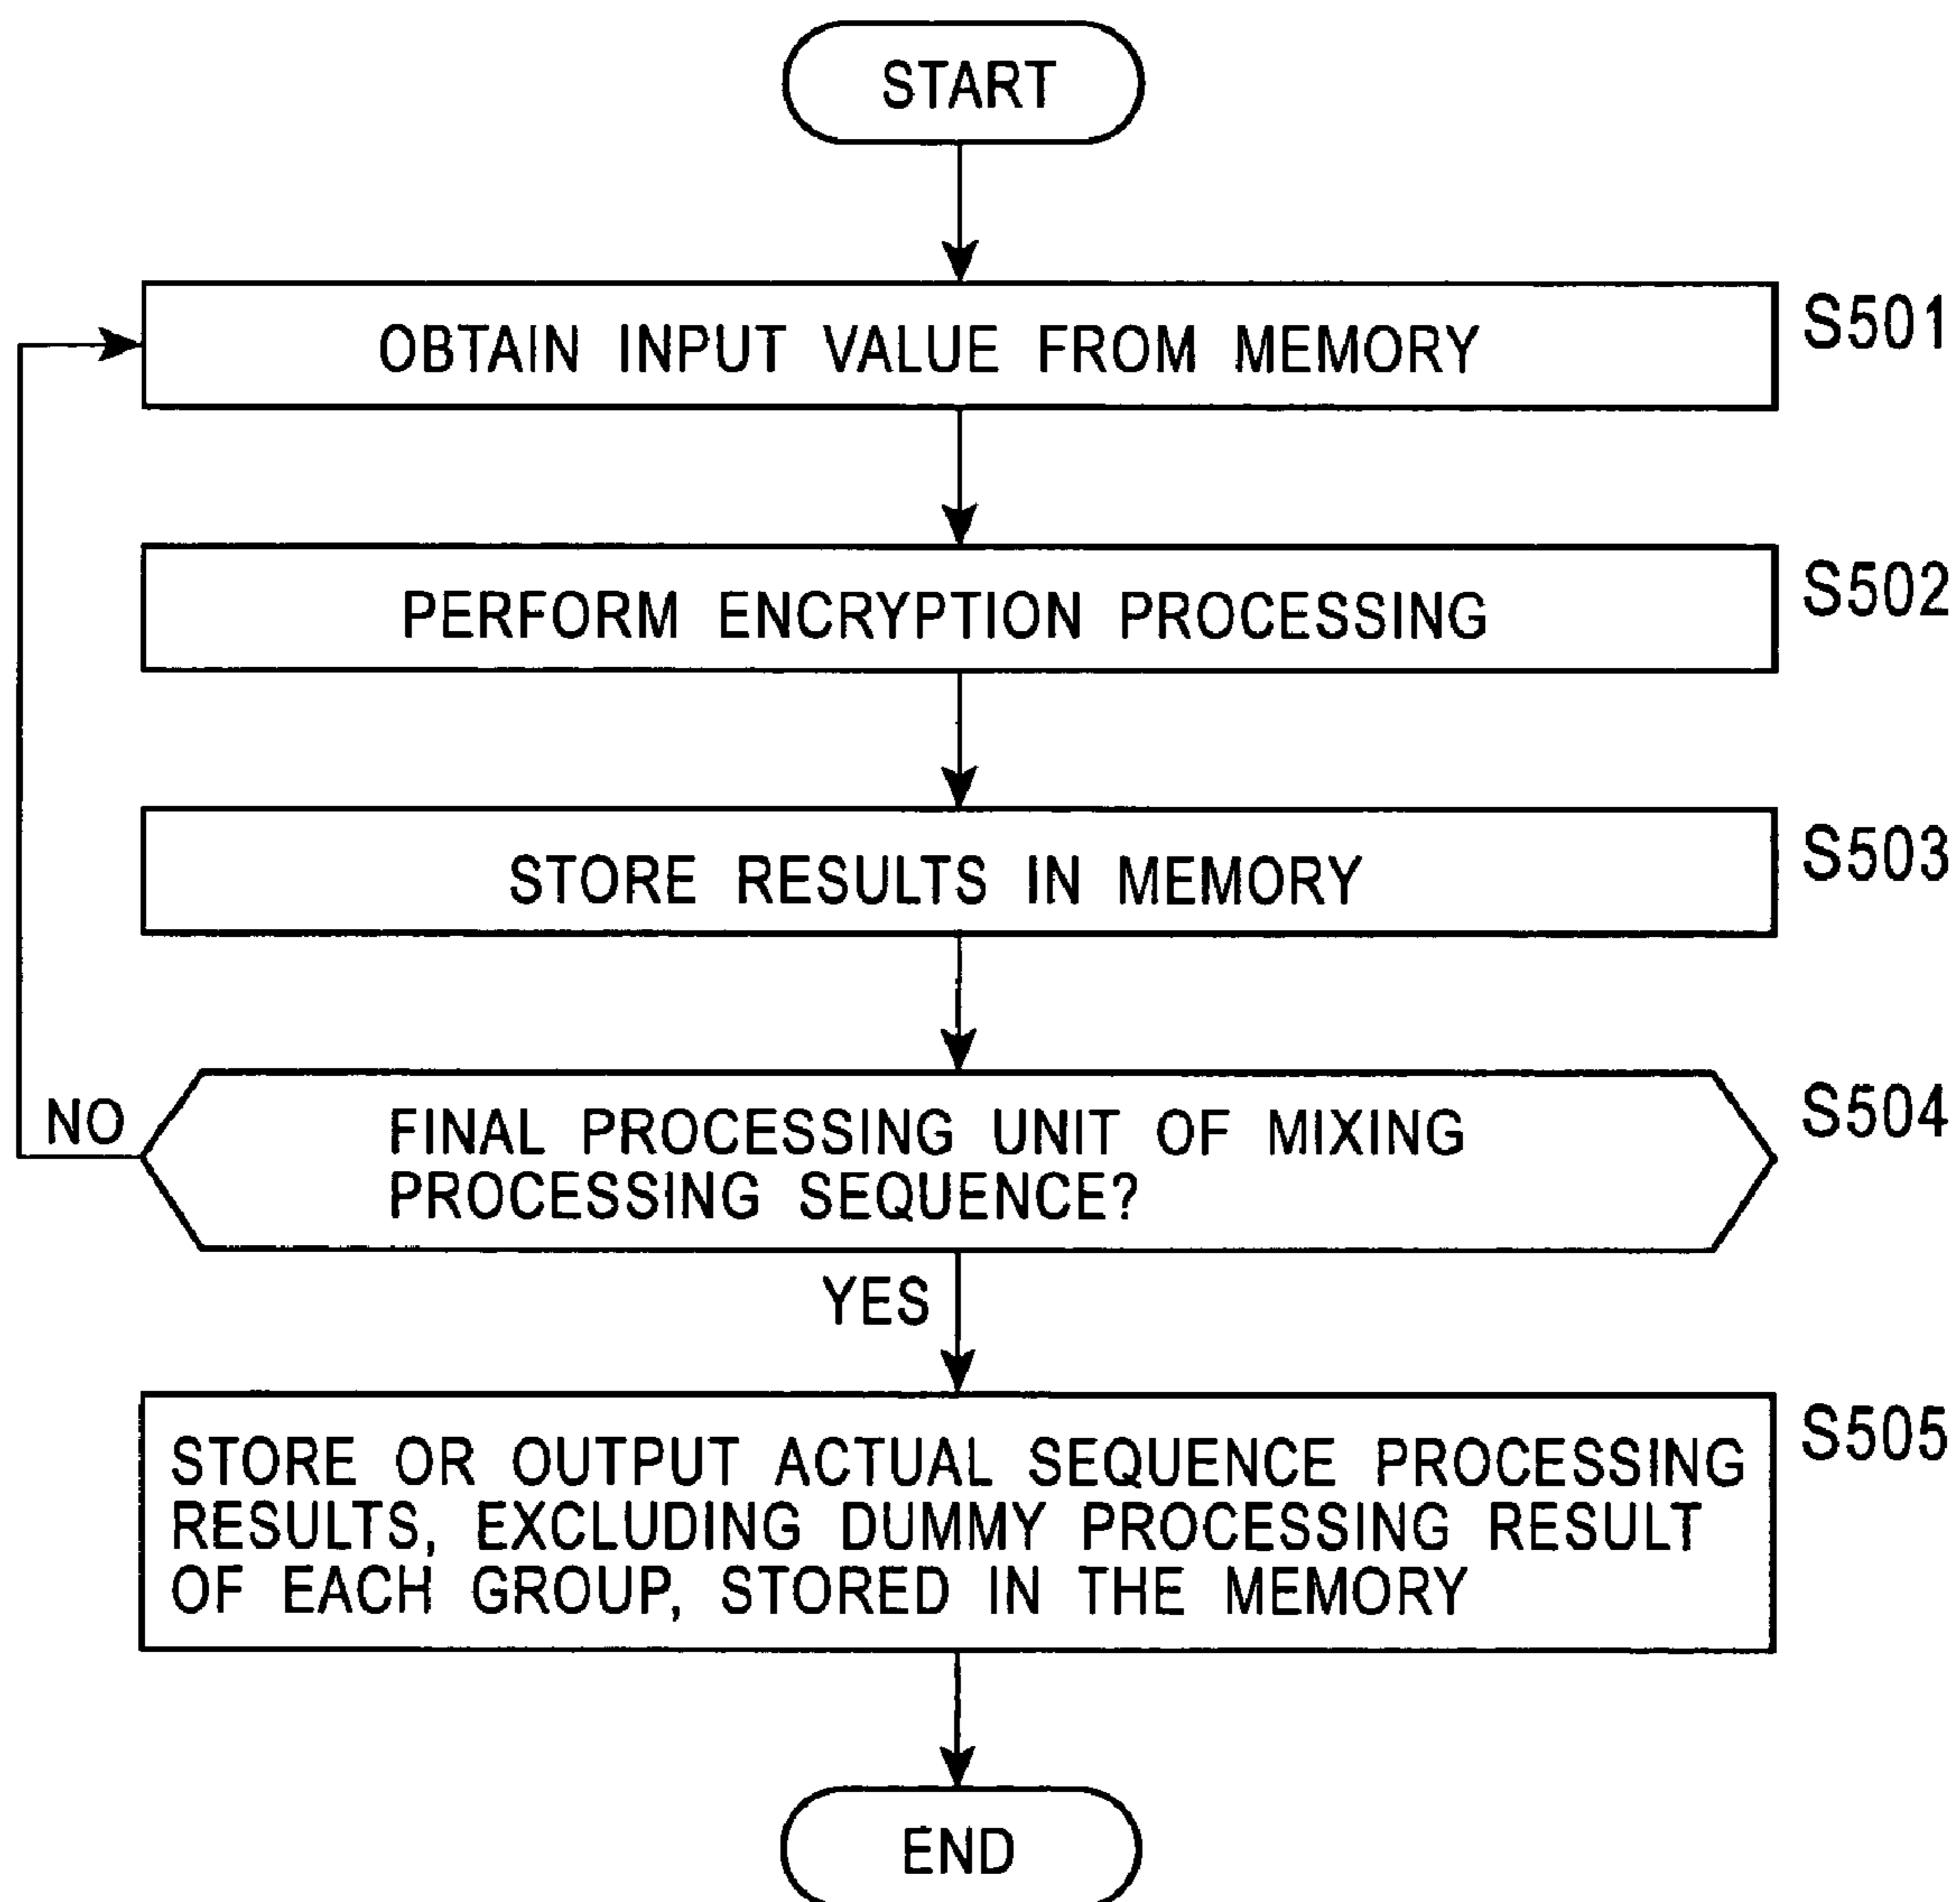 START
OBTAIN INPUT VALUE FROM MEMORY
S501
PERFORM ENCRYPTION PROCESSING
S502
STORE RESULTS IN MEMORY
S503
FINAL PROCESSING UNIT OF MIXING
PROCESSING SEQUENCE?
S504
NO
YES
STORE OR OUTPUT ACTUAL SEQUENCE PROCESSING
RESULTS, EXCLUDING DUMMY PROCESSING RESULT
OF EACH GROUP, STORED IN THE MEMORY
S505
END